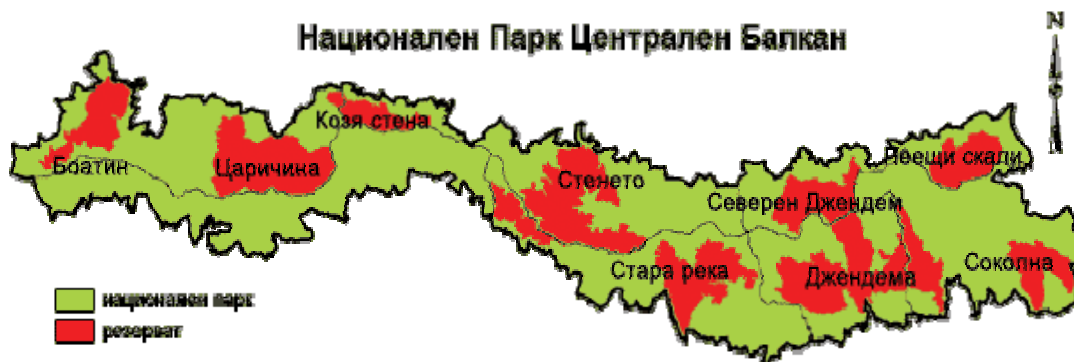 Национален Парк Централен Балкан
N
Козя стена
Боатин
Царичина
Стенето
Пеещи скали
Северен Джендем
Стара река
Джендема
Соколна
национален парк
резерват